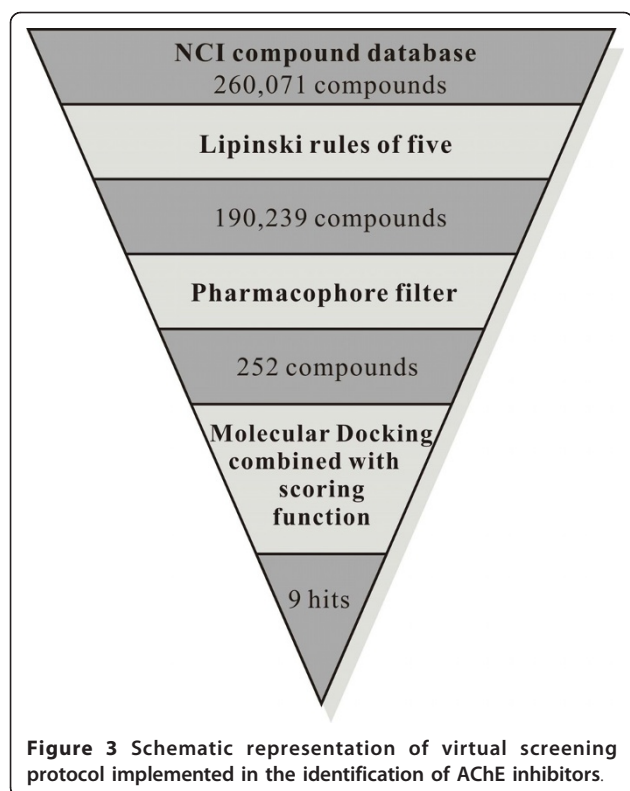 NCI compound database
260,071 compounds
Lipinski rules of five
190,239 compounds
Pharmacophore filter
252 compounds
Molecular Docking
combined with
scoring
function
9 hits
Figure 3 Schematic representation of virtual screening
protocol implemented in the identification of AChE inhibitors.